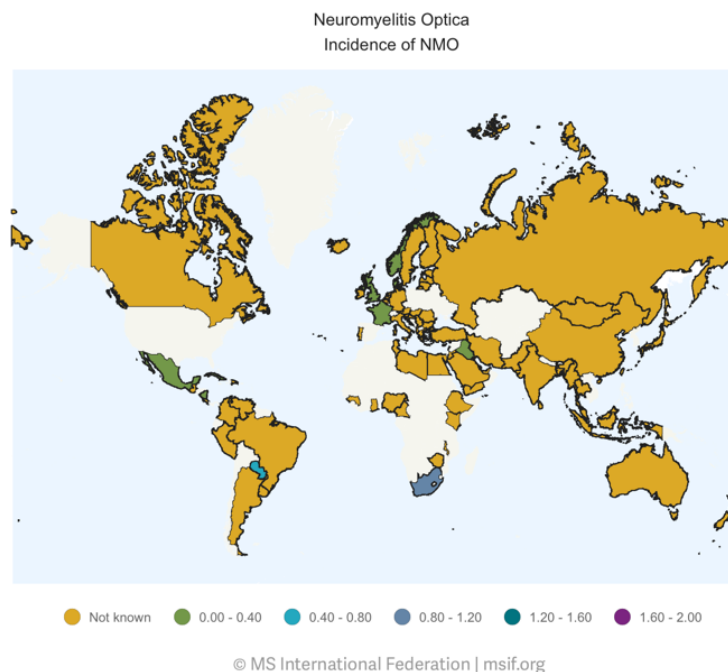 Neuromyelitis Optica
Incidence of NMO
Not known 0.00 - 0.40 0.40 - 0.80 0.80 - 1.20 1.20 - 1.60 1.60 - 2.00
© MS International Federation | msif.org